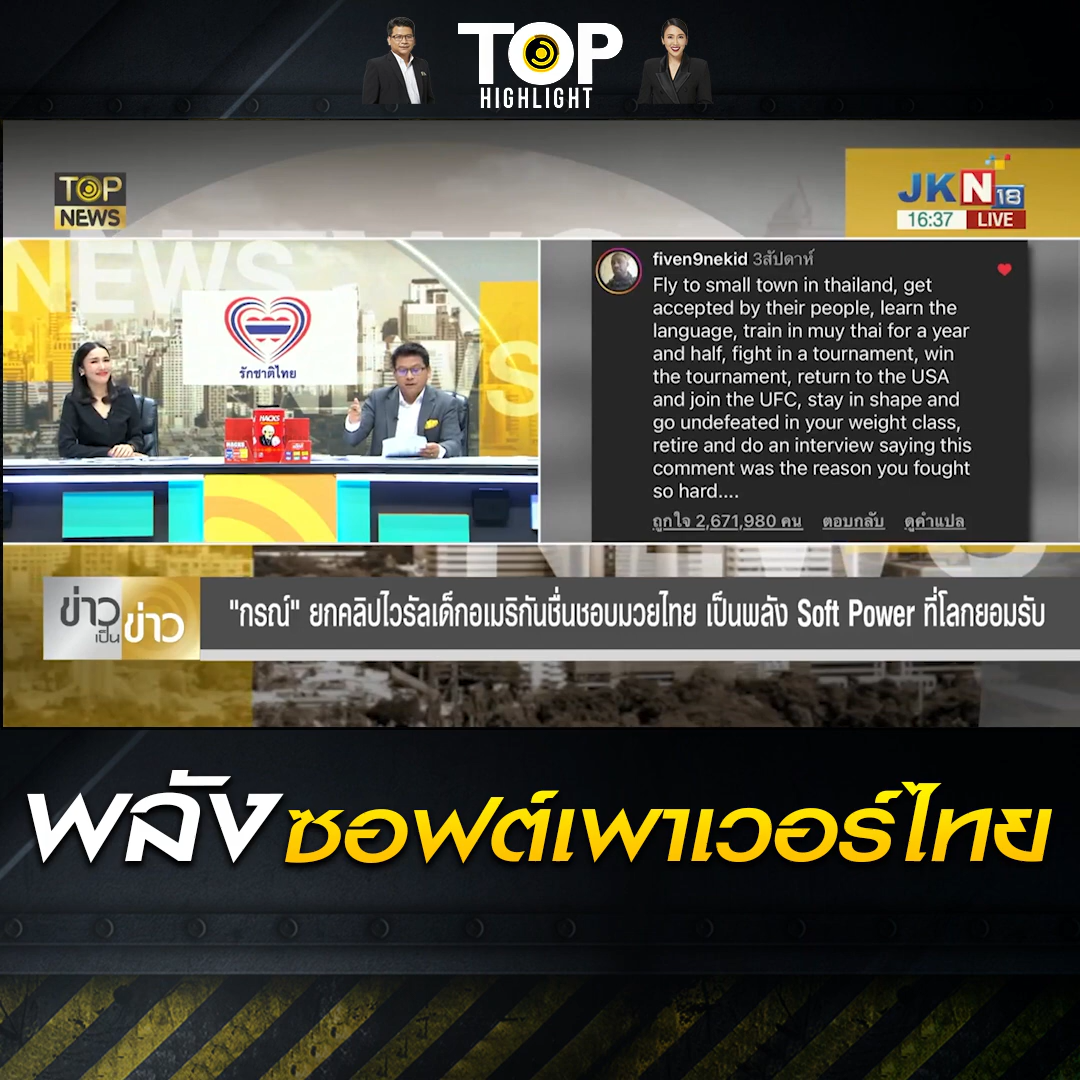 TOP
HIGHLIGHT
TOP
NEWS
JKN18
16:37 LIVE
NEWS
รักชาติไทย
HACKS
HACKS
fiven9nekid 3สัปดาห์
Fly to small town in thailand, get
accepted by their people, learn the
language, train in muy thai for a year
and half, fight in a tournament, win
the tournament, return to the USA
and join the UFC, stay in shape and
go undefeated in your weight class,
retire and do an interview saying this
comment was the reason you fought
so hard....
ถูกใจ 2,671,980 คน ตอบกลับ ดูคำแปล
ข่าวเป็นข่าว
"กรณ์" ยกคลิปไวรัลเด็กอเมริกันชื่นชอบมวยไทย เป็นพลัง Soft Power ที่โลกยอมรับ
พลังซอฟต์เพาเวอร์ไทย